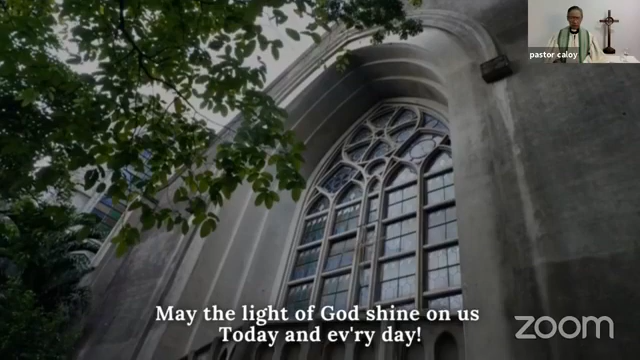 pastor caloy
May the light of God shine on us
Today and ev'ry day!
zoom